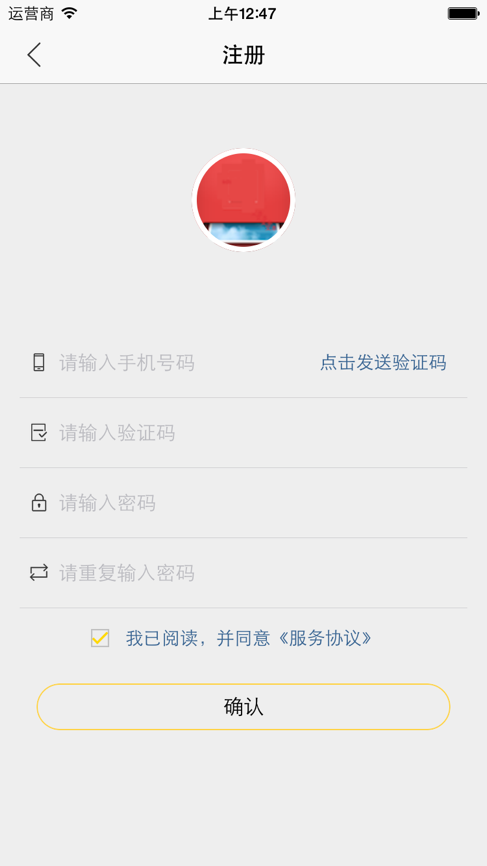 运营商 上午12:47
注册
请输入手机号码 点击发送验证码
请输入验证码
请输入密码
请重复输入密码
我已阅读，并同意《服务协议》
确认